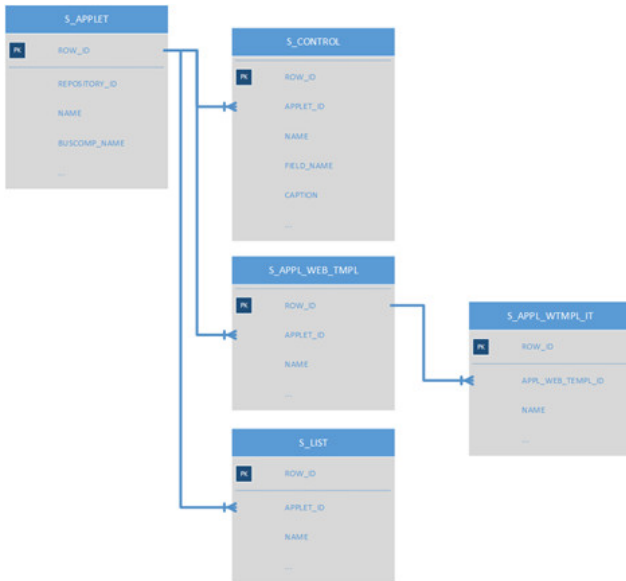 S_APPLET
PK ROW_ID
REPOSITORY_ID
NAME
BUSCOMP_NAME
...
S_CONTROL
PK ROW_ID
APPLET_ID
NAME
FIELD_NAME
CAPTION
...
S_APPL_WEB_TMPL
PK ROW_ID
APPLET_ID
NAME
...
S_APPL_WTMPL_IT
PK ROW_ID
APPL_WEB_TEMPL_ID
NAME
...
S_LIST
PK ROW_ID
APPLET_ID
NAME
...